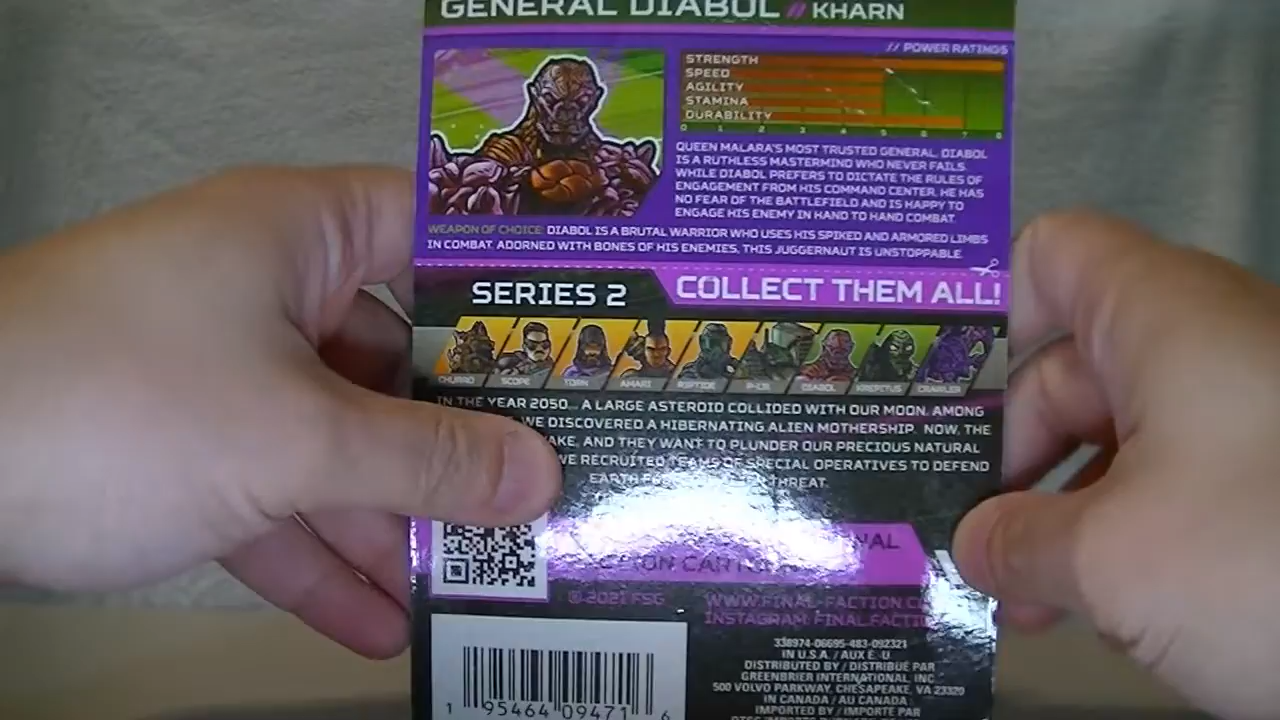 GENERAL DIABOL // KHARN
// POWER RATINGS
STRENGTH
SPEED
AGILITY
STAMINA
DURABILITY
0 1 2 3 4 5 6 7 8
QUEEN MALARA'S MOST TRUSTED GENERAL, DIABOL
IS A RUTHLESS MASTERMIND WHO NEVER FAILS.
WHILE DIABOL PREFERS TO DICTATE THE RULES OF
ENGAGEMENT FROM HIS COMMAND CENTER, HE HAS
NO FEAR OF THE BATTLEFIELD AND IS HAPPY TO
ENGAGE HIS ENEMY IN HAND TO HAND COMBAT.
WEAPON OF CHOICE: DIABOL IS A BRUTAL WARRIOR WHO USES HIS SPIKED AND ARMORED LIMBS
IN COMBAT. ADORNED WITH BONES OF HIS ENEMIES, THIS JUGGERNAUT IS UNSTOPPABLE.
SERIES 2 COLLECT THEM ALL!
CHURRO SCOPE TORN AMARI RIPTIDE DIABOL KREPITUS CRAWLER
IN THE YEAR 2050... A LARGE ASTEROID COLLIDED WITH OUR MOON. AMONG
WE DISCOVERED A HIBERNATING ALIEN MOTHERSHIP. NOW, THE
AND THEY WANT TO PLUNDER OUR PRECIOUS NATURAL
WE RECRUITED TEAMS OF SPECIAL OPERATIVES TO DEFEND
EARTH THREAT.
© 2021 FSG
WWW.FINAL-FACTION.C
INSTAGRAM: FINAL.FACTI
338974-06695-483-092321
IN U.S.A. / AUX É. U
DISTRIBUTED BY / DISTRIBUÉ PAR
GREENBRIER INTERNATIONAL, INC.
500 VOLVO PARKWAY, CHESAPEAKE, VA 23320
IN CANADA / AU CANADA
IMPORTED BY / IMPORTÉ PAR
1 95464 09471 6